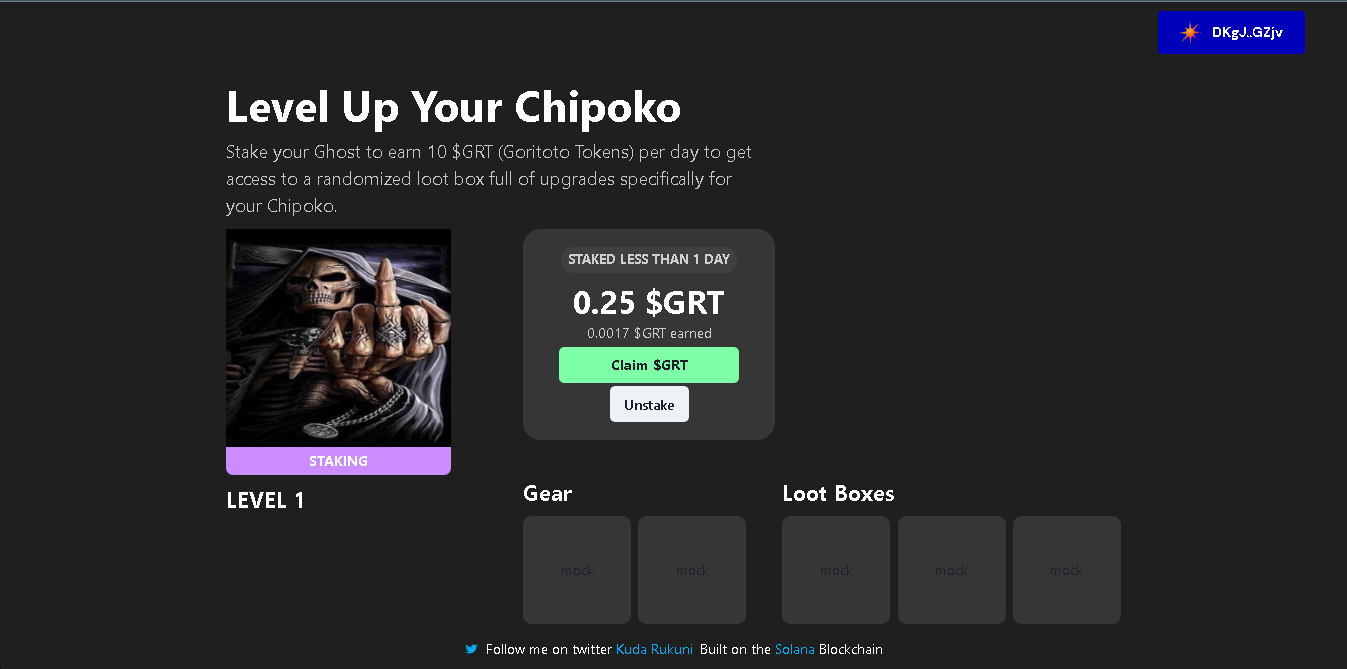 DKgJ..GZjv
Level Up Your Chipoko
Stake your Ghost to earn 10 $GRT (Goritoto Tokens) per day to get
access to a randomized loot box full of upgrades specifically for
your Chipoko.
STAKED LESS THAN 1 DAY
0.25 $GRT
0.0017 $GRT earned
Claim $GRT
Unstake
STAKING
LEVEL 1
Gear
Loot Boxes
mock
mock
mock
mock
mock
Follow me on twitter Kuda Rukuni Built on the Solana Blockchain